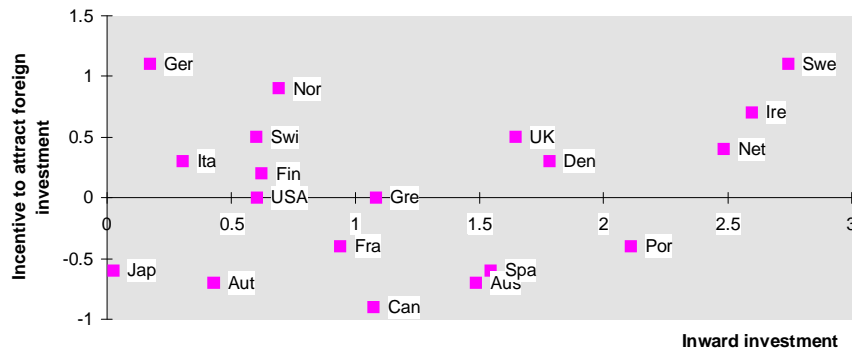 Incentive to attract foreign
investment
1.5
1
0.5
0
-0.5
-1
Ger
Swe
Nor
Ire
Swi
UK
Net
Ita
Den
Fin
USA
Gre
0
0.5
1
1.5
2
2.5
3
Fra
Por
Jap
Spa
Aut
Aus
Can
Inward investment